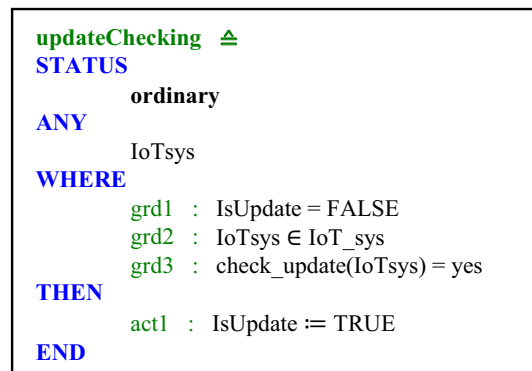 updateChecking ≙
STATUS
ordinary
ANY
IoTsys
WHERE
grd1 : IsUpdate = FALSE
grd2 : IoTsys ∈ IoT_sys
grd3 : check_update(IoTsys) = yes
THEN
act1 : IsUpdate ≔ TRUE
END